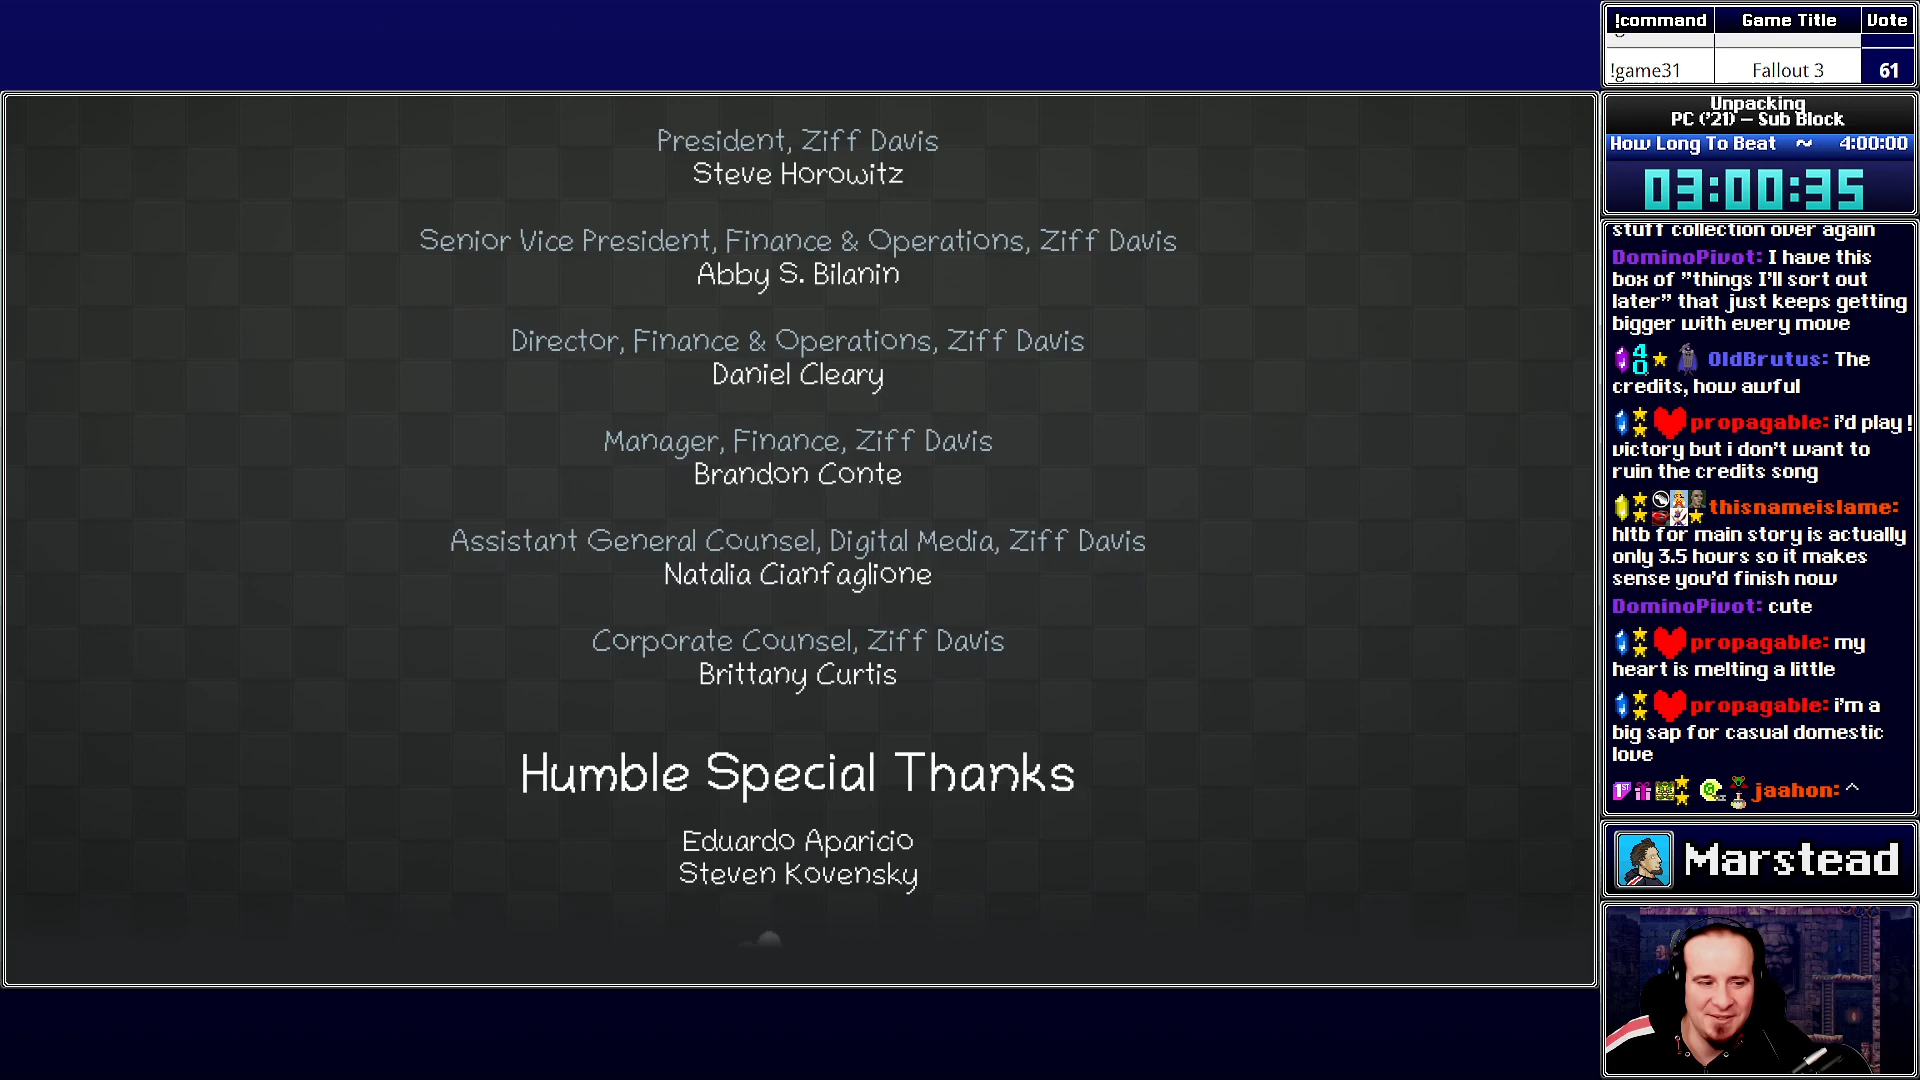 !command Game Title Vote
!game31 Fallout 3 61
Unpacking
PC ('21) – Sub Block
How Long To Beat ~ 4:00:00
03:00:35
President, Ziff Davis
Steve Horowitz
Senior Vice President, Finance & Operations, Ziff Davis
Abby S. Bilanin
Director, Finance & Operations, Ziff Davis
Daniel Cleary
Manager, Finance, Ziff Davis
Brandon Conte
Assistant General Counsel, Digital Media, Ziff Davis
Natalia Cianfaglione
Corporate Counsel, Ziff Davis
Brittany Curtis
Humble Special Thanks
Eduardo Aparicio
Steven Kovensky
stuff collection over again
DominoPivot: I have this
box of "things I'll sort out
later" that just keeps getting
bigger with every move
40 OldBrutus: The
credits, how awful
propagable: i'd play !
victory but i don't want to
ruin the credits song
thisnameislame:
hltb for main story is actually
only 3.5 hours so it makes
sense you'd finish now
DominoPivot: cute
propagable: my
heart is melting a little
propagable: i'm a
big sap for casual domestic
love
1ST jaahon: ^
Marstead